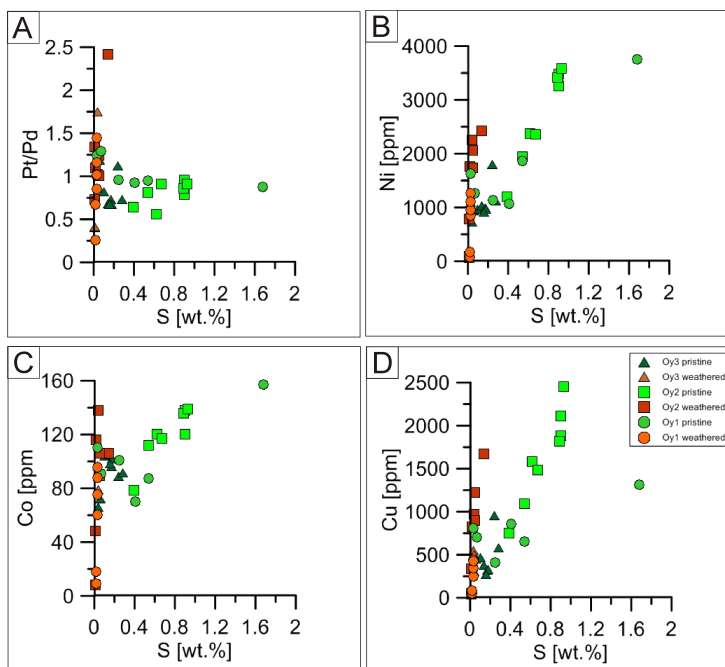 A
2.5
2
1.5
1
0.5
0
Pt/Pd
0 0.4 0.8 1.2 1.6 2
S [wt.%]
B
4000
3000
2000
1000
0
Ni [ppm]
0 0.4 0.8 1.2 1.6 2
S [wt.%]
C
160
120
80
40
0
Co [ppm
0 0.4 0.8 1.2 1.6 2
S [wt.%]
D
2500
2000
1500
1000
500
0
Cu [ppm]
0 0.4 0.8 1.2 1.6 2
S [wt.%]
Oy3 pristine
Oy3 weathered
Oy2 pristine
Oy2 weathered
Oy1 pristine
Oy1 weathered